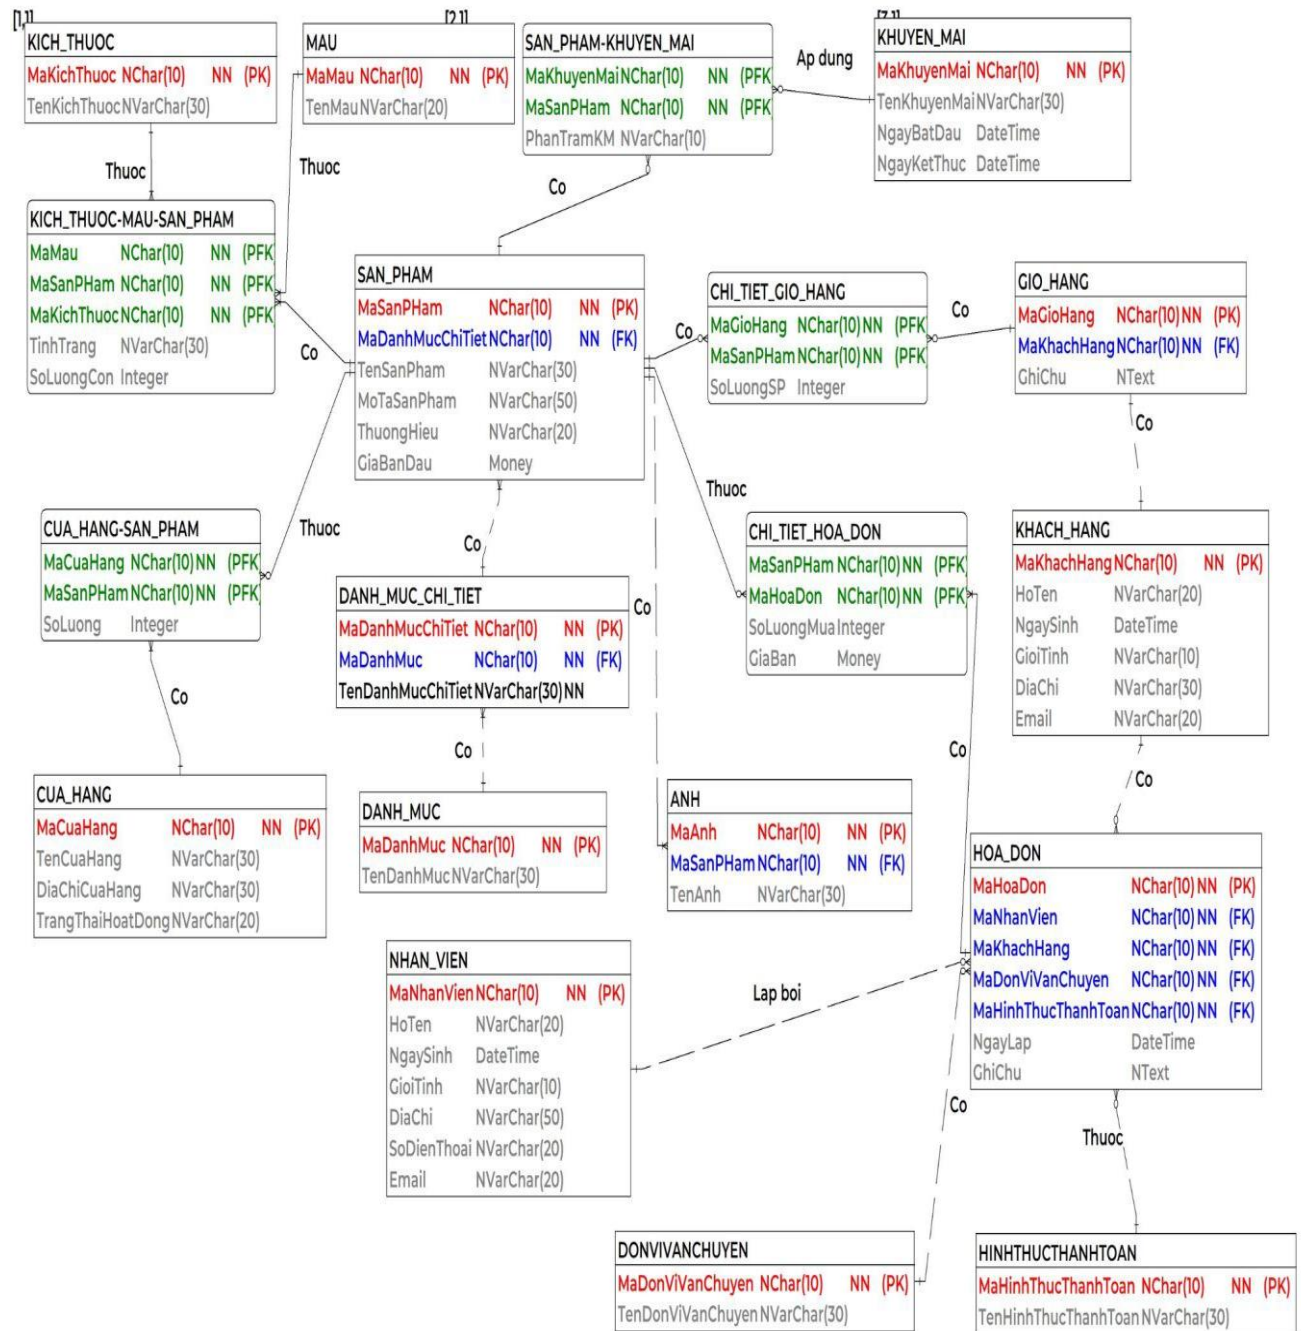 [1,1]
[2,1]
[3,1]
KICH_THUOC
MaKichThuoc NChar(10) NN (PK)
TenKichThuoc NVarChar(30)
MAU
MaMau NChar(10) NN (PK)
TenMau NVarChar(20)
SAN_PHAM-KHUYEN_MAI
MaKhuyenMai NChar(10) NN (PFK
MaSanPHam NChar(10) NN (PFK
PhanTramKM NVarChar(10)
Ap dung
KHUYEN_MAI
MaKhuyenMai NChar(10) NN (PK)
TenKhuyenMai NVarChar(30)
NgayBatDau DateTime
NgayKetThuc DateTime
Thuoc
Thuoc
Co
KICH_THUOC-MAU-SAN_PHAM
MaMau NChar(10) NN (PFK
MaSanPHam NChar(10) NN (PFK
MaKichThuoc NChar(10) NN (PFK
TinhTrang NVarChar(30)
SoLuongCon Integer
Co
SAN_PHAM
MaSanPHam NChar(10) NN (PK)
MaDanhMucChiTiet NChar(10) NN (FK)
TenSanPham NVarChar(30)
MoTaSanPham NVarChar(50)
ThuongHieu NVarChar(20)
GiaBanDau Money
Co
CHI_TIET_GIO_HANG
MaGioHang NChar(10) NN (PFK
MaSanPHam NChar(10) NN (PFK
SoLuongSP Integer
Co
GIO_HANG
MaGioHang NChar(10) NN (PK)
MaKhachHang NChar(10) NN (FK)
GhiChu NText
Co
Thuoc
CUA_HANG-SAN_PHAM
MaCuaHang NChar(10) NN (PFK
MaSanPHam NChar(10) NN (PFK
SoLuong Integer
Thuoc
Co
CHI_TIET_HOA_DON
MaSanPHam NChar(10) NN (PFK
MaHoaDon NChar(10) NN (PFK
SoLuongMua Integer
GiaBan Money
KHACH_HANG
MaKhachHang NChar(10) NN (PK)
HoTen NVarChar(20)
NgaySinh DateTime
GioiTinh NVarChar(10)
DiaChi NVarChar(30)
Email NVarChar(20)
DANH_MUC_CHI_TIET
MaDanhMucChiTiet NChar(10) NN (PK)
MaDanhMuc NChar(10) NN (FK)
TenDanhMucChiTiet NVarChar(30) NN
Co
Co
Co
Co
Co
CUA_HANG
MaCuaHang NChar(10) NN (PK)
TenCuaHang NVarChar(30)
DiaChiCuaHang NVarChar(30)
TrangThaiHoatDong NVarChar(20)
DANH_MUC
MaDanhMuc NChar(10) NN (PK)
TenDanhMuc NVarChar(30)
ANH
MaAnh NChar(10) NN (PK)
MaSanPHam NChar(10) NN (FK)
TenAnh NVarChar(30)
HOA_DON
MaHoaDon NChar(10) NN (PK)
MaNhanVien NChar(10) NN (FK)
MaKhachHang NChar(10) NN (FK)
MaDonViVanChuyen NChar(10) NN (FK)
MaHinhThucThanhToan NChar(10) NN (FK)
NgayLap DateTime
GhiChu NText
NHAN_VIEN
MaNhanVien NChar(10) NN (PK)
HoTen NVarChar(20)
NgaySinh DateTime
GioiTinh NVarChar(10)
DiaChi NVarChar(50)
SoDienThoai NVarChar(20)
Email NVarChar(20)
Lap boi
Co
Thuoc
DONVIVANCHUYEN
MaDonViVanChuyen NChar(10) NN (PK)
TenDonViVanChuyen NVarChar(30)
HINHTHUCTHANHTOAN
MaHinhThucThanhToan NChar(10) NN (PK)
TenHinhThucThanhToan NVarChar(30)